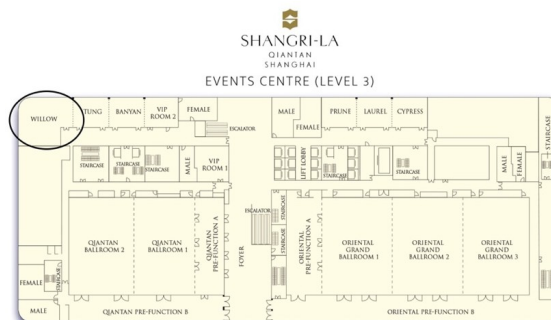 SHANGRI-LA
QIANTAN
SHANGHAI
EVENTS CENTRE (LEVEL 3)
WILLOW
TUNG
BANYAN
VIP
ROOM 2
FEMALE
ESCALATOR
MALE
FEMALE
PRUNE
LAUREL
CYPRESS
STAIRCASE
STAIRCASE
STAIRCASE
MALE
VIP
ROOM 1
LIFT LOBBY
STAIRCASE
STAIRCASE
MALE
FEMALE
QIANTAN
BALLROOM 2
QIANTAN
BALLROOM 1
QIANTAN
PRE-FUNCTION A
FOYER
ESCALATOR
STAIRCASE
STAIRCASE
ORIENTAL
PRE-FUNCTION A
ORIENTAL
GRAND
BALLROOM 1
ORIENTAL
GRAND
BALLROOM 2
ORIENTAL
GRAND
BALLROOM 3
FEMALE
STAIRCASE
MALE
QIANTAN PRE-FUNCTION B
ORIENTAL PRE-FUNCTION B